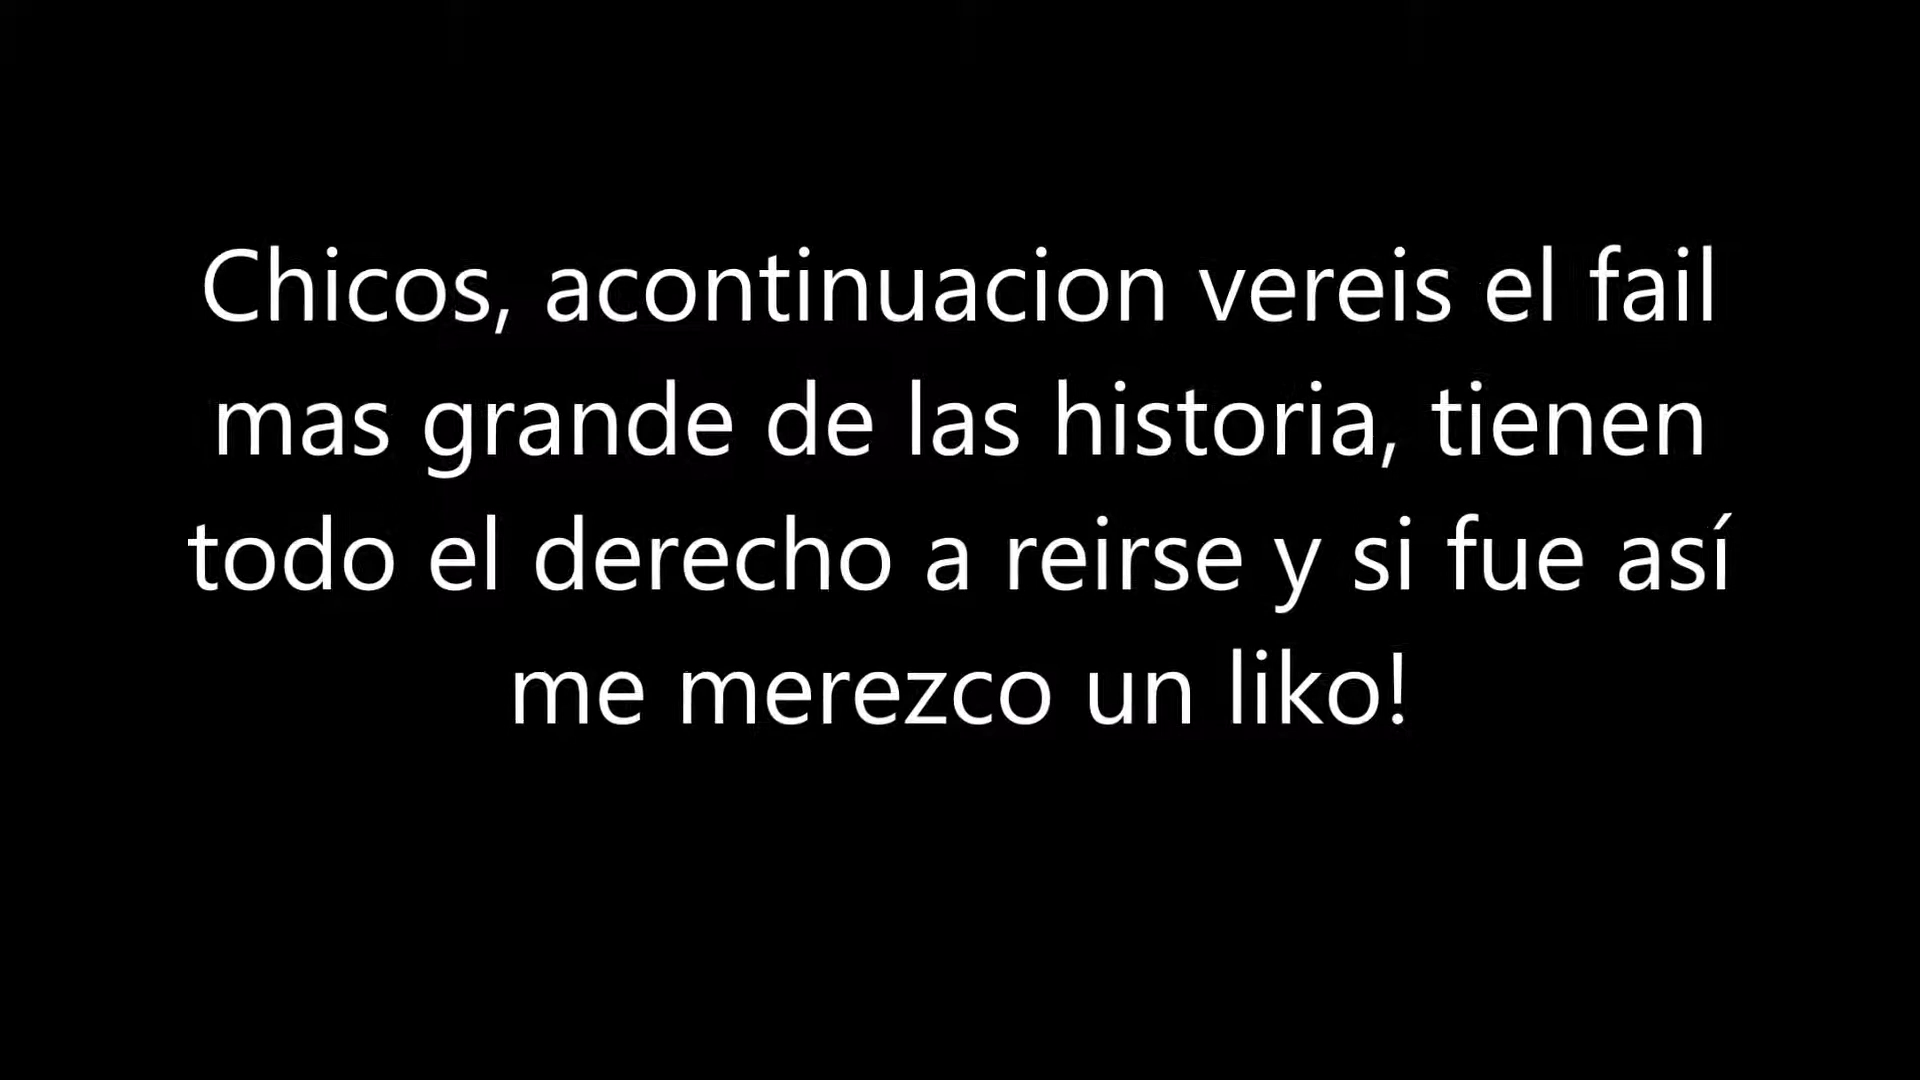 Chicos, acontinuacion vereis el fail
mas grande de las historia, tienen
todo el derecho a reirse y si fue así
me merezco un liko!